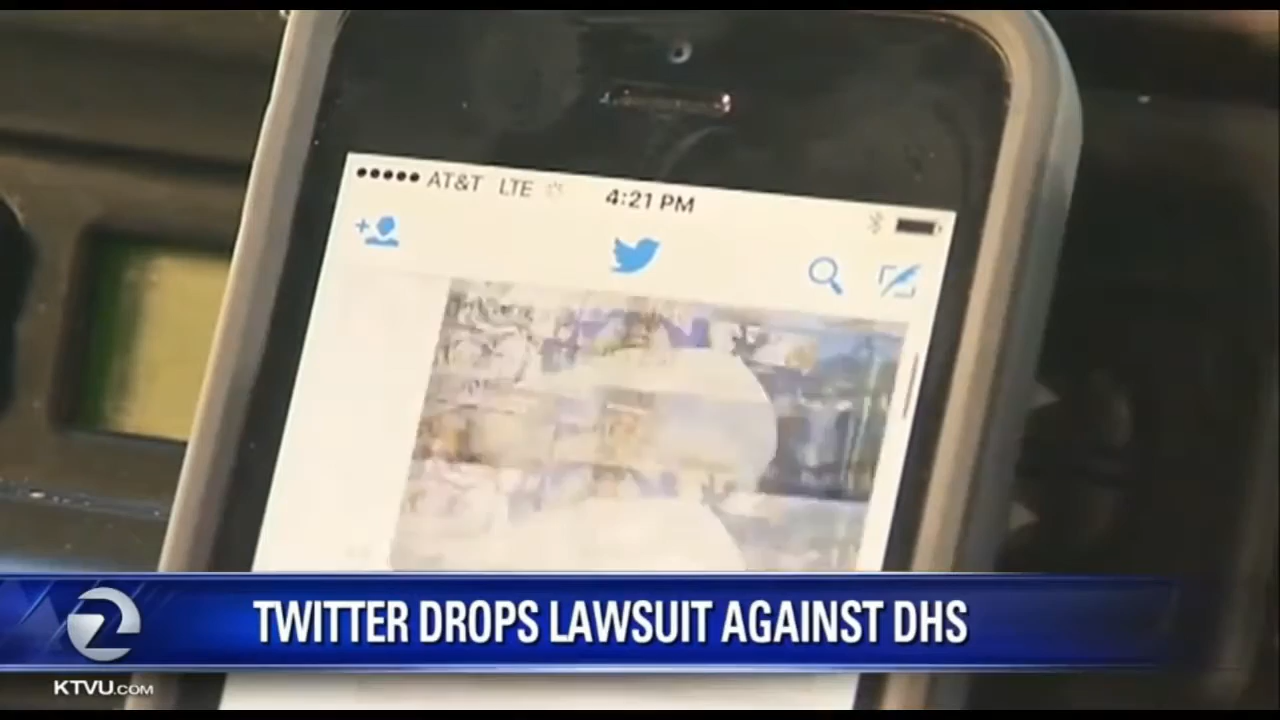 AT&T LTE 4:21 PM
2
TWITTER DROPS LAWSUIT AGAINST DHS
KTVU.COM